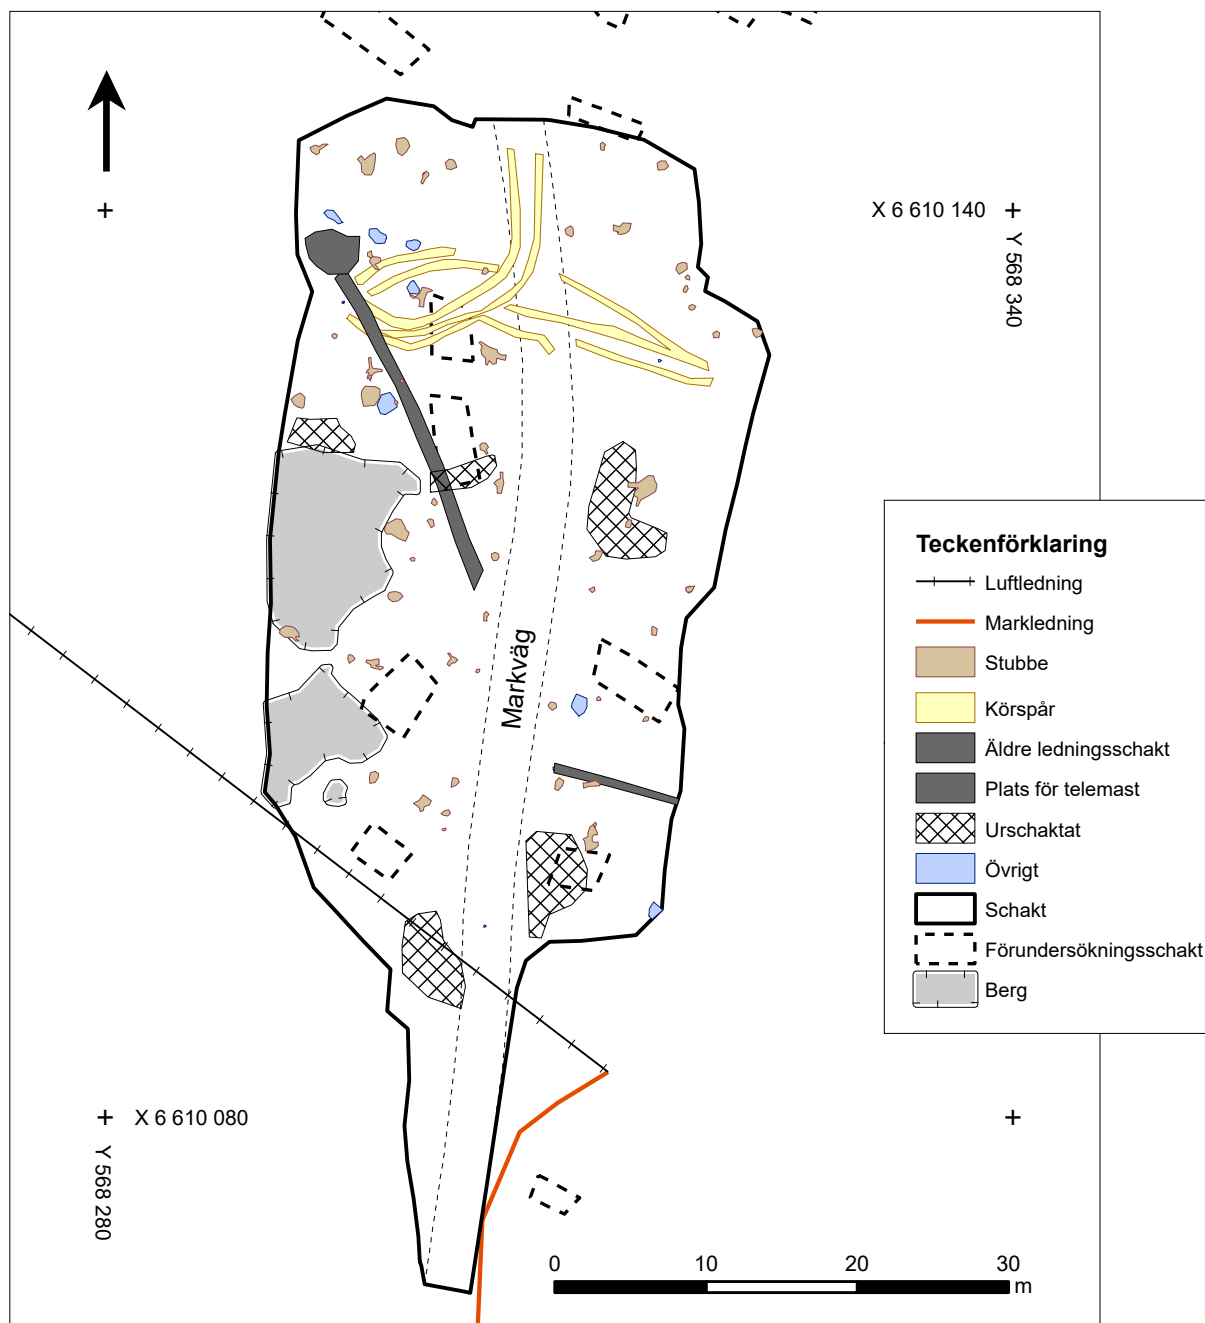 X 6 610 140
Y 568 340
Teckenförklaring
Luftledning
Markledning
Stubbe
Körspår
Äldre ledningsschakt
Plats för telemast
Urschaktat
Övrigt
Schakt
Förundersökningsschakt
Berg
Markväg
X 6 610 080
Y 568 280
0 10 20 30
m